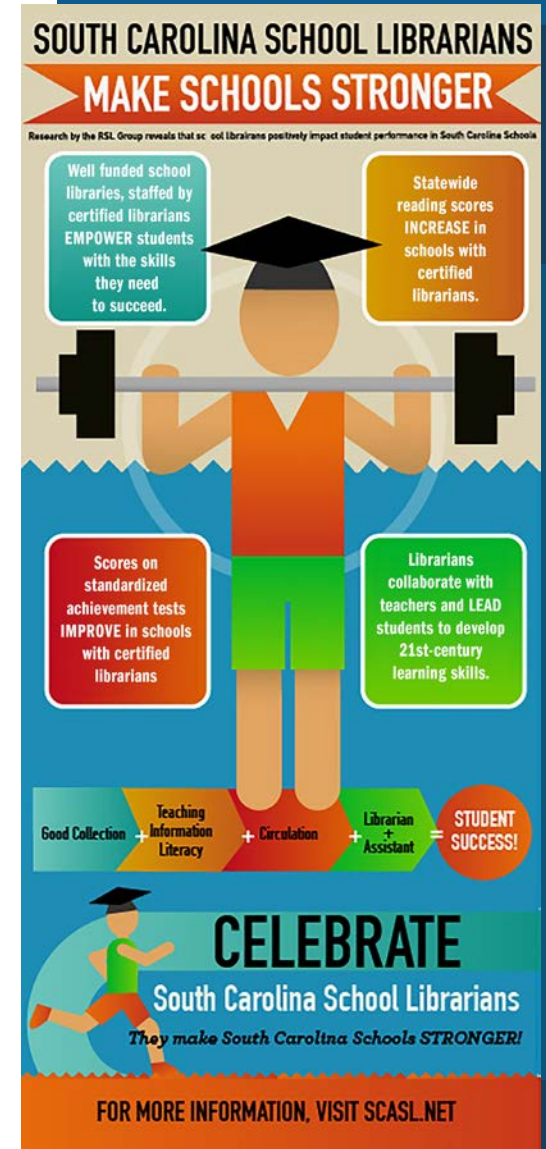 SOUTH CAROLINA SCHOOL LIBRARIANS
MAKE SCHOOLS STRONGER
Research by the RSL Group reveals that sc ool librairans positively impact student performance in South Carolina Schools
Well funded school
libraries, staffed by
certified librarians
EMPOWER students
with the skills
they need
to succeed.
Statewide
reading scores
INCREASE in
schools with
certified
librarians.
Scores on
standardized
achievement tests
IMPROVE in schools
with certified
librarians
Librarians
collaborate with
teachers and LEAD
students to develop
21st-century
learning skills.
Good Collection
+
Teaching
Information
Literacy
+
Circulation
+
Librarian
+
Assistant
=
STUDENT
SUCCESS!
CELEBRATE
South Carolina School Librarians
They make South Carolina Schools STRONGER!
FOR MORE INFORMATION, VISIT SCASL.NET